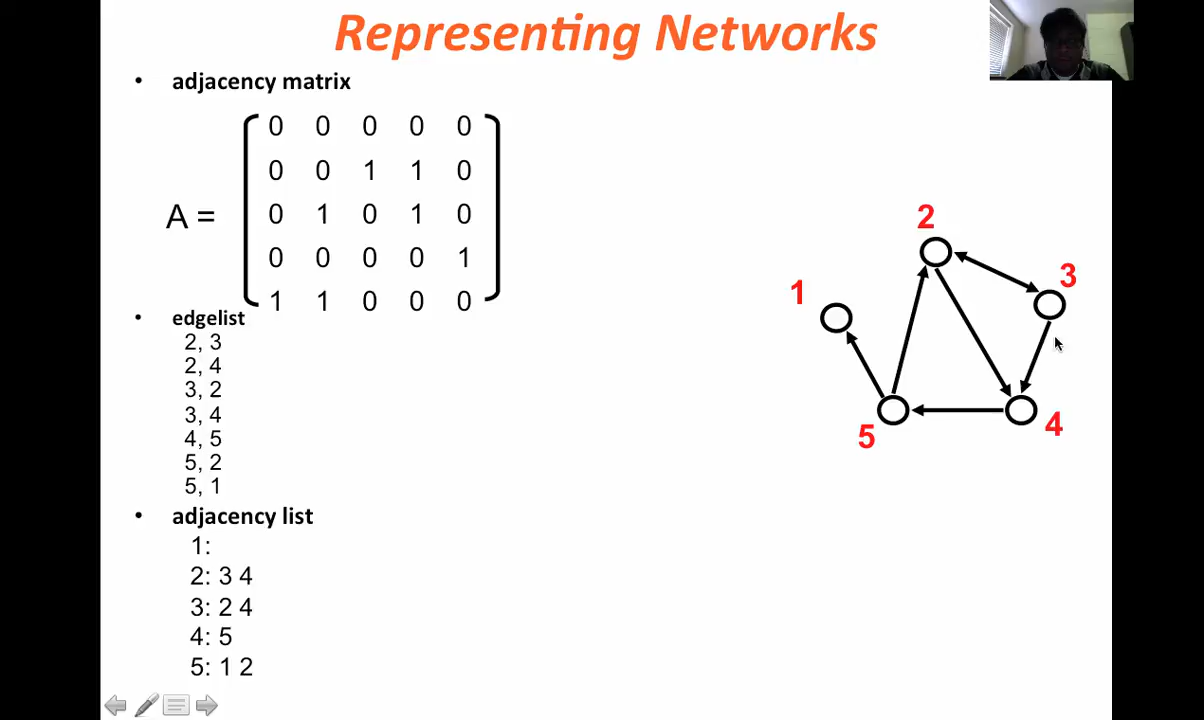 Representing Networks
• adjacency matrix
0 0 0 0 0
0 0 1 1 0
A = 0 1 0 1 0
0 0 0 0 1
1 1 0 0 0
• edgelist
2, 3
2, 4
3, 2
3, 4
4, 5
5, 2
5, 1
• adjacency list
1:
2: 3 4
3: 2 4
4: 5
5: 1 2
2
3
1
5
4